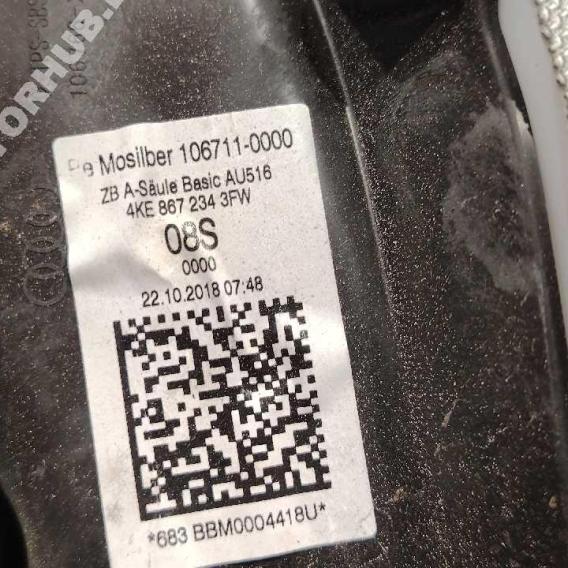 Mosilber 106711-0000
ZB A-Säule Basic AU516
4KE 867 234 3FW
08S
0000
22.10.2018 07:48
*683 BBM0004418U*